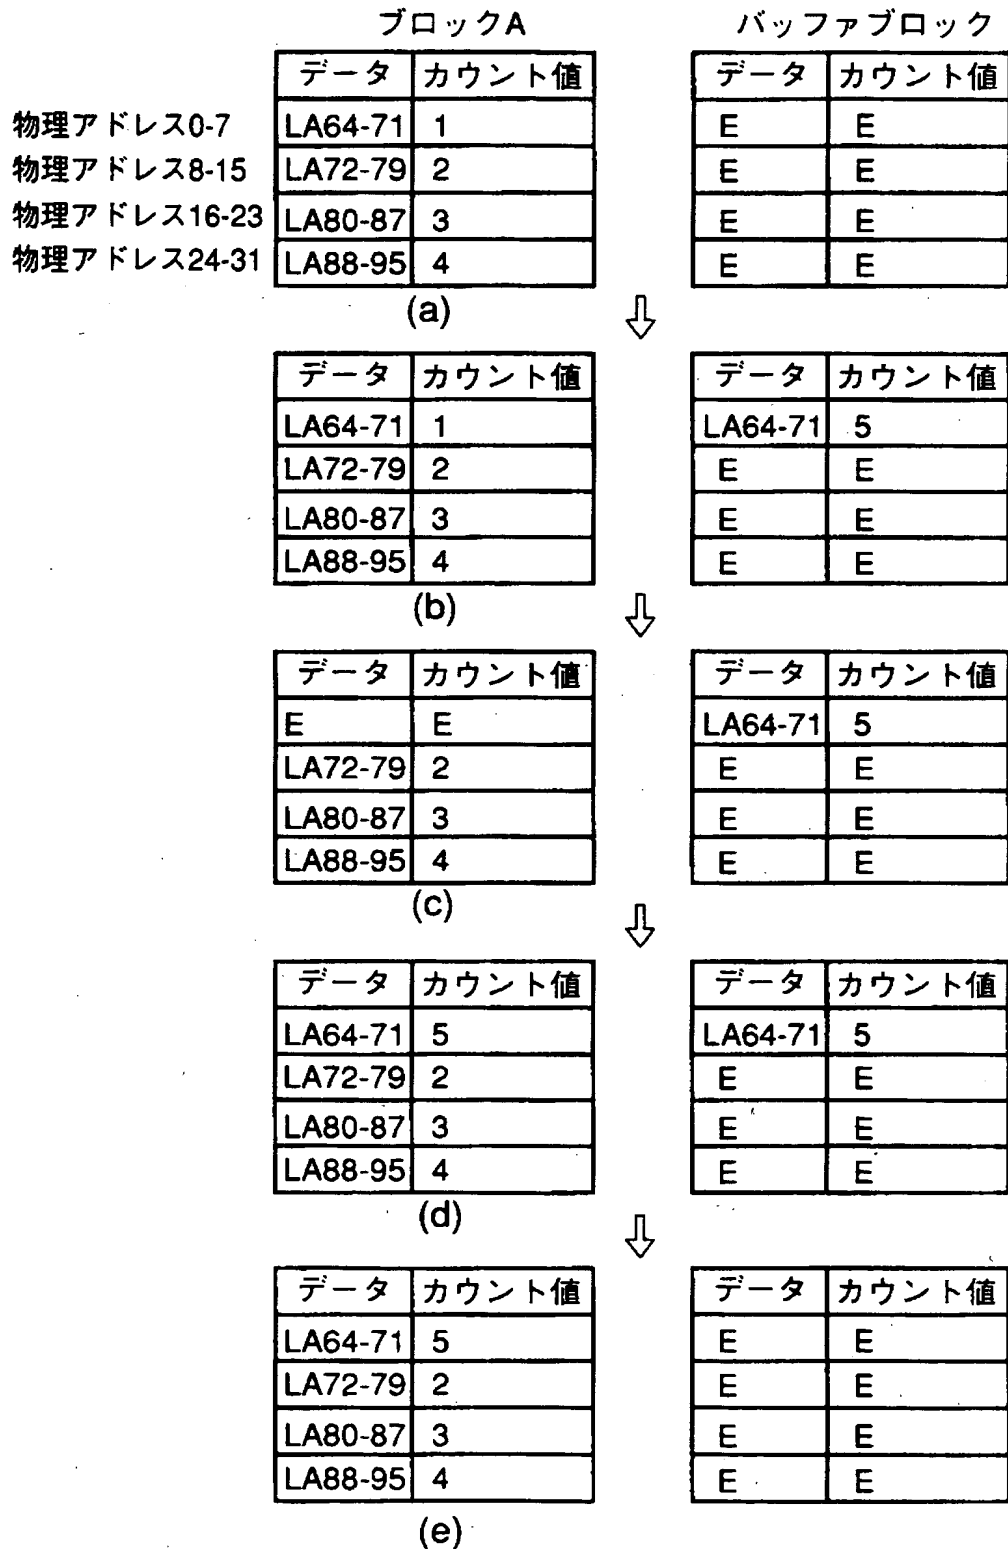 ブロックA バッファブロック
データ カウント値 データ カウント値
物理アドレス0-7 LA64-71 1 E E
物理アドレス8-15 LA72-79 2 E E
物理アドレス16-23 LA80-87 3 E E
物理アドレス24-31 LA88-95 4 E E
(a)
データ カウント値 データ カウント値
LA64-71 1 LA64-71 5
LA72-79 2 E E
LA80-87 3 E E
LA88-95 4 E E
(b)
データ カウント値 データ カウント値
E E LA64-71 5
LA72-79 2 E E
LA80-87 3 E E
LA88-95 4 E E
(c)
データ カウント値 データ カウント値
LA64-71 5 LA64-71 5
LA72-79 2 E E
LA80-87 3 E E
LA88-95 4 E E
(d)
データ カウント値 データ カウント値
LA64-71 5 E E
LA72-79 2 E E
LA80-87 3 E E
LA88-95 4 E E
(e)